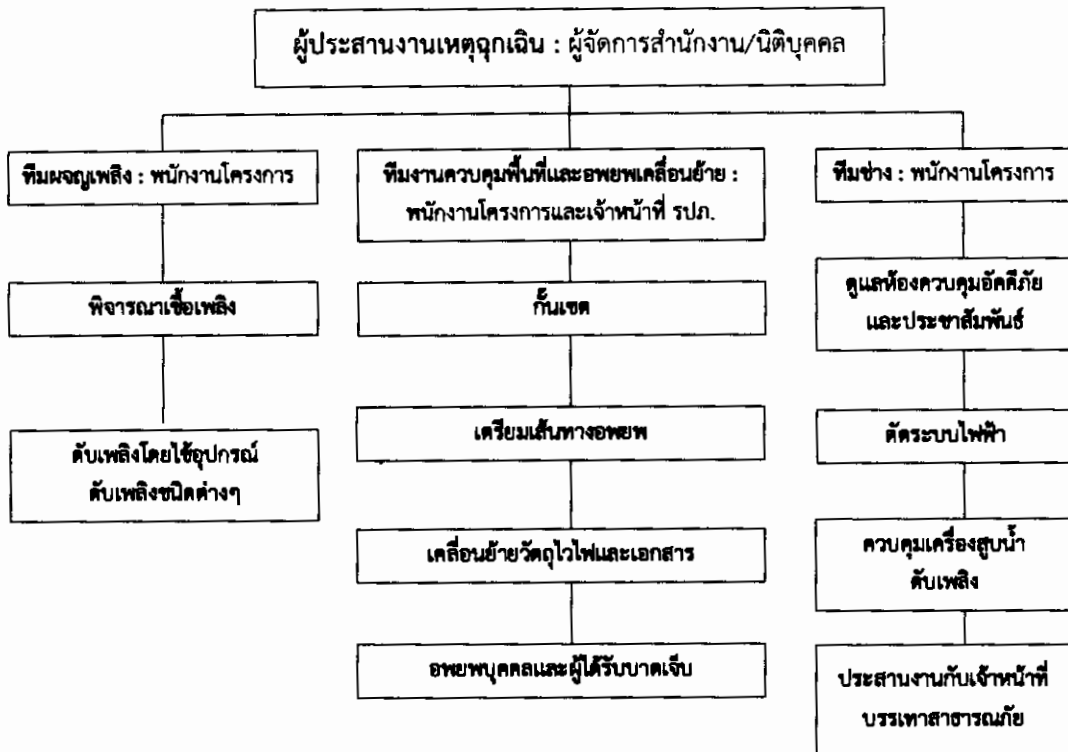 ผู้ประสานงานเหตุฉุกเฉิน : ผู้จัดการสำนักงาน/นิติบุคคล
ทีมผจญเพลิง : พนักงานโครงการ
พิจารณาเชื้อเพลิง
ดับเพลิงโดยใช้อุปกรณ์
ดับเพลิงชนิดต่างๆ
ทีมงานควบคุมพื้นที่และอพยพเคลื่อนย้าย :
พนักงานโครงการและเจ้าหน้าที่ รปภ.
กั้นเขต
เตรียมเส้นทางอพยพ
เคลื่อนย้ายวัตถุไวไฟและเอกสาร
อพยพบุคคลและผู้ได้รับบาดเจ็บ
ทีมช่าง : พนักงานโครงการ
ดูแลห้องควบคุมอัคคีภัย
และประชาสัมพันธ์
ตัดระบบไฟฟ้า
ควบคุมเครื่องสูบน้ำ
ดับเพลิง
ประสานงานกับเจ้าหน้าที่
บรรเทาสาธารณภัย